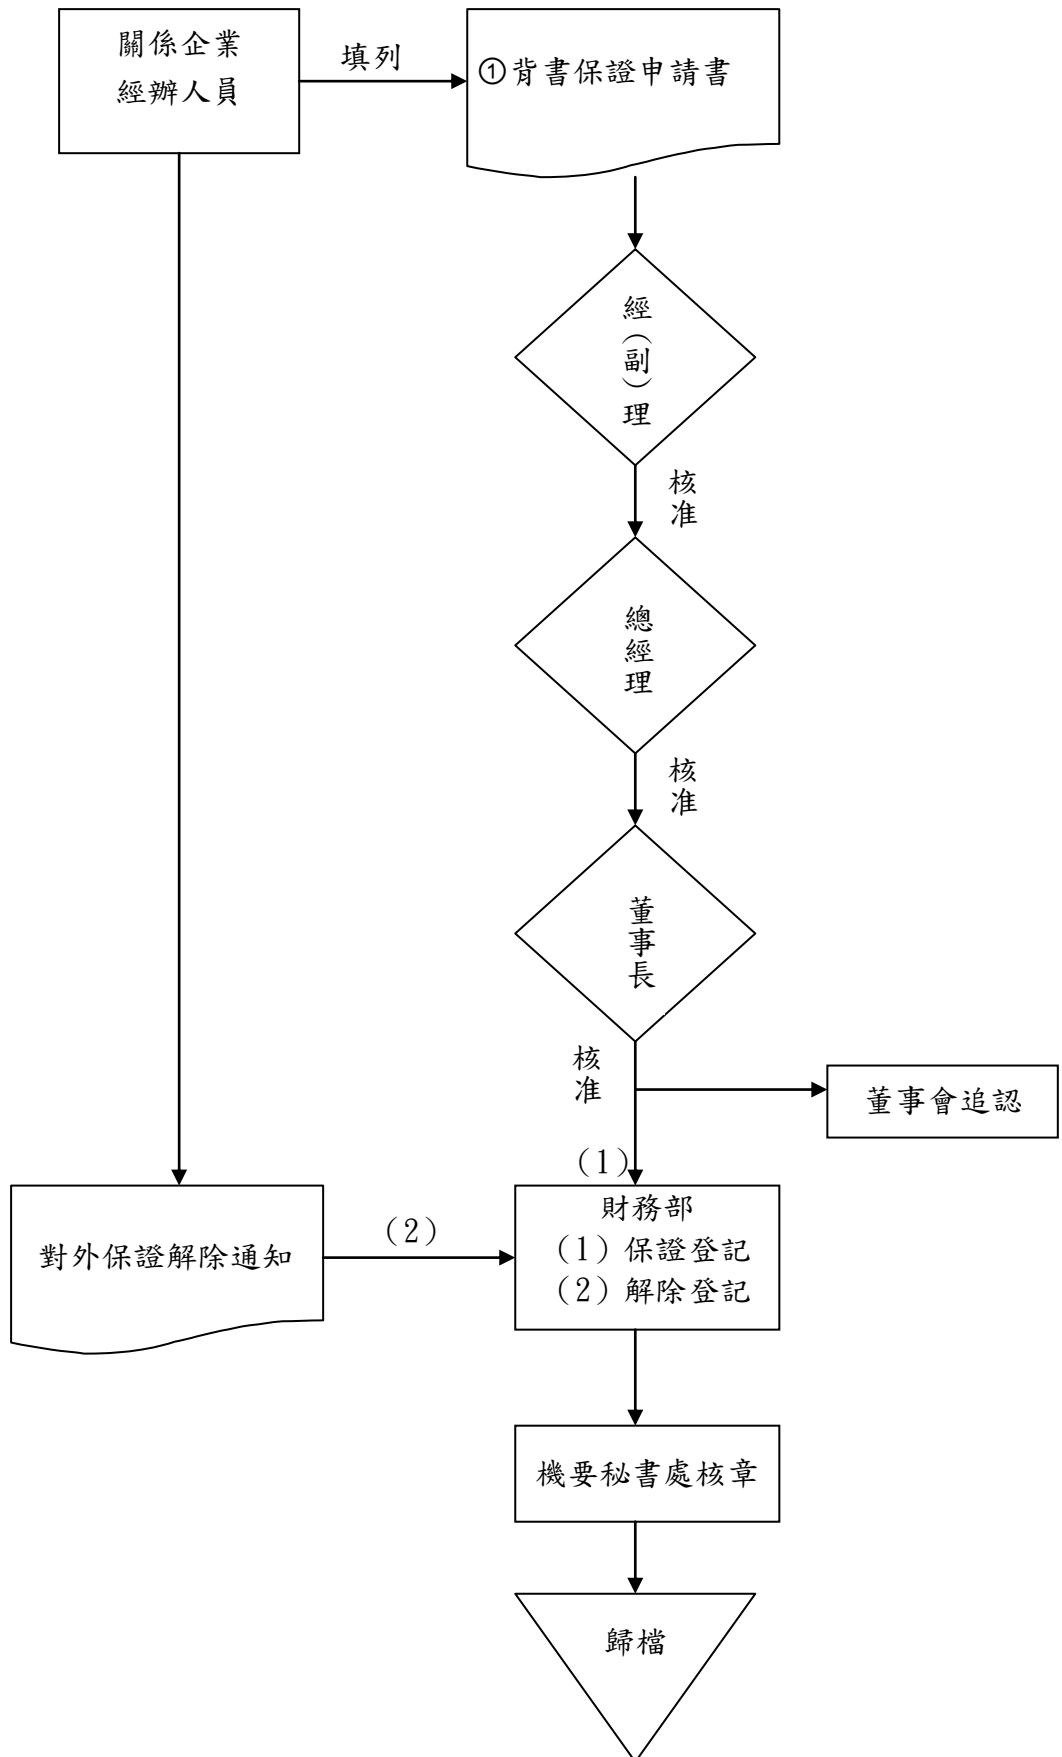 關係企業
經辦人員
填列
①背書保證申請書
經(副)理
核准
總經理
核准
董事長
核准
董事會追認
(1)
對外保證解除通知
(2)
財務部
(1)保證登記
(2)解除登記
機要秘書處核章
歸檔